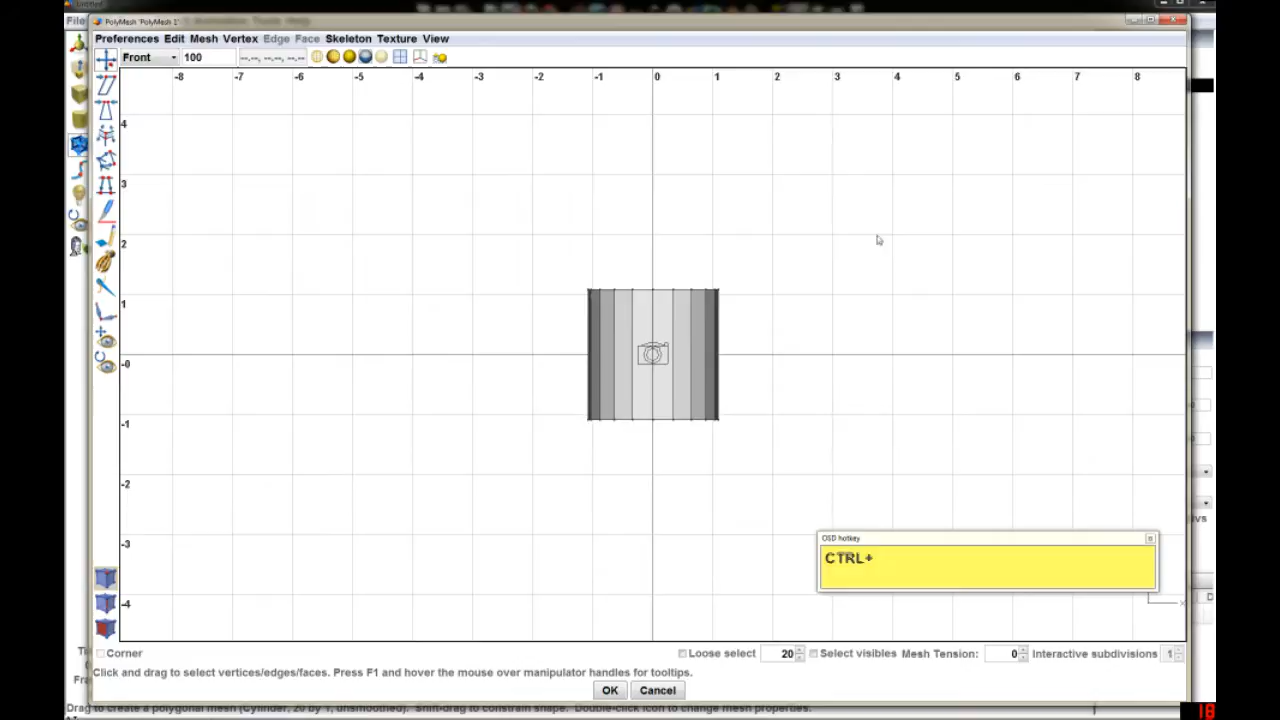 Untitled
File
PolyMesh 'PolyMesh 1'
Preferences Edit Mesh Vertex Edge Face Skeleton Texture View
Front 100 --.--, --.--, --.--
-8 -7 -6 -5 -4 -3 -2 -1 0 1 2 3 4 5 6 7 8
4
3
2
1
-0
-1
-2
-3
-4
OSD hotkey
CTRL+
Corner Loose select 20 Select visibles Mesh Tension: 0 Interactive subdivisions 1
Click and drag to select vertices/edges/faces. Press F1 and hover the mouse over manipulator handles for tooltips.
OK Cancel
Drag to create a polygonal mesh (Cylinder, 20 by 1, unsmoothed). Shift-drag to constrain shape. Double-click icon to change mesh properties.
18